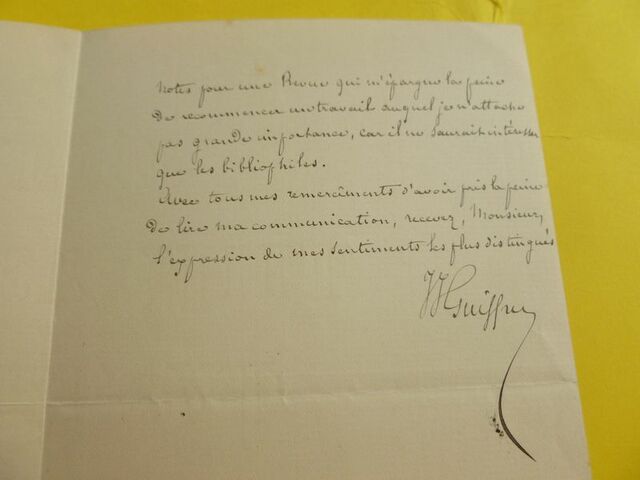 notes pour une Revue qui m'épargne la peine
de recommencer un travail auquel je n'attache
pas grande importance, car il ne saurait intéresser
que les bibliophiles.
Avec tous mes remerciments d'avoir pris la peine
de lire ma communication, recevez, Monsieur,
l'expression de mes sentiments les plus distingués
JJ Guiffrey